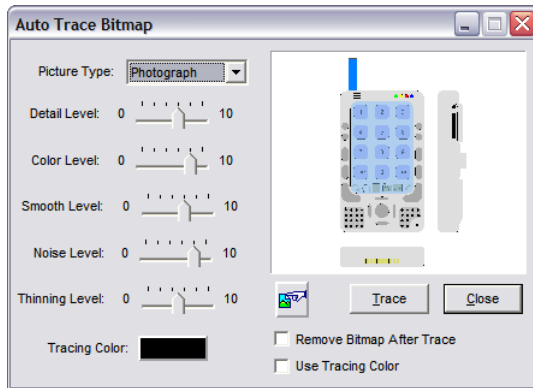 Auto Trace Bitmap
Picture Type: Photograph
Detail Level: 0 10
Color Level: 0 10
Smooth Level: 0 10
Noise Level: 0 10
Thinning Level: 0 10
Trace Close
Tracing Color:
Remove Bitmap After Trace
Use Tracing Color